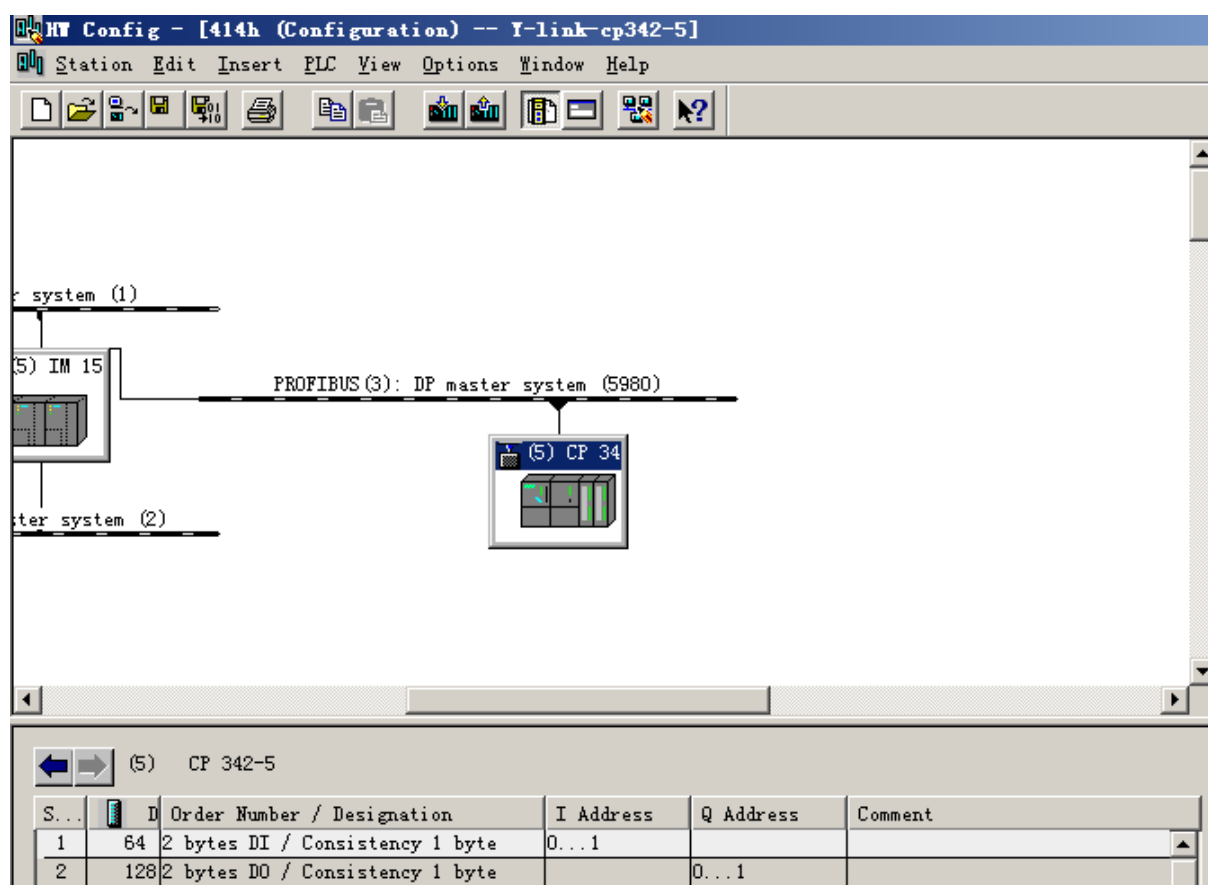 HW Config - [414h (Configuration) -- Y-link-cp342-5]
Station Edit Insert PLC View Options Window Help
r system (1)
(5) IM 15
PROFIBUS(3): DP master system (5980)
(5) CP 34
ster system (2)
(5) CP 342-5
S... D Order Number / Designation I Address Q Address Comment
1 64 2 bytes DI / Consistency 1 byte 0...1
2 128 2 bytes DO / Consistency 1 byte 0...1